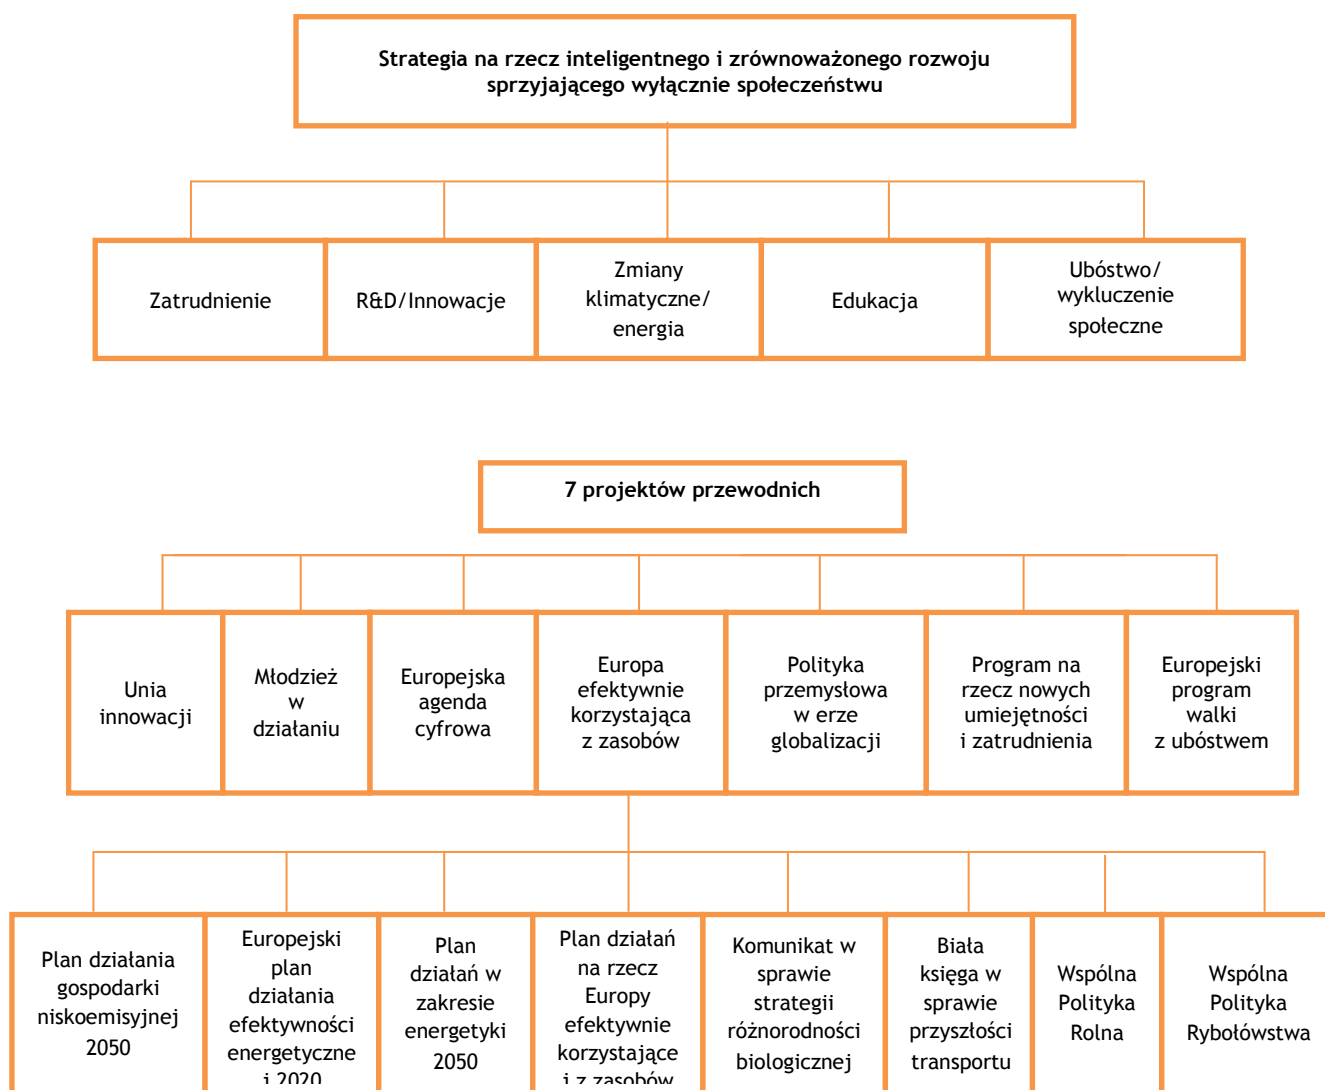 Strategia na rzecz inteligentnego i zrównoważonego rozwoju
sprzyjającego wyłącznie społeczeństwu
Zatrudnienie
R&D/Innowacje
Zmiany
klimatyczne/
energia
Edukacja
Ubóstwo/
wykluczenie
społeczne
7 projektów przewodnich
Unia
innowacji
Młodzież
w
działaniu
Europejska
agenda
cyfrowa
Europa
efektywnie
korzystająca
z zasobów
Polityka
przemysłowa
w erze
globalizacji
Program na
rzecz nowych
umiejętności
i zatrudnienia
Europejski
program
walki
z ubóstwem
Plan działania
gospodarki
niskoemisyjnej
2050
Europejski
plan
działania
efektywności
energetyczne
j 2020
Plan
działań w
zakresie
energetyki
2050
Plan działań
na rzecz
Europy
efektywnie
korzystające
j z zasobów
Komunikat w
sprawie
strategii
różnorodności
biologicznej
Biała
księga w
sprawie
przyszłości
transportu
Wspólna
Polityka
Rolna
Wspólna
Polityka
Rybołówstwa